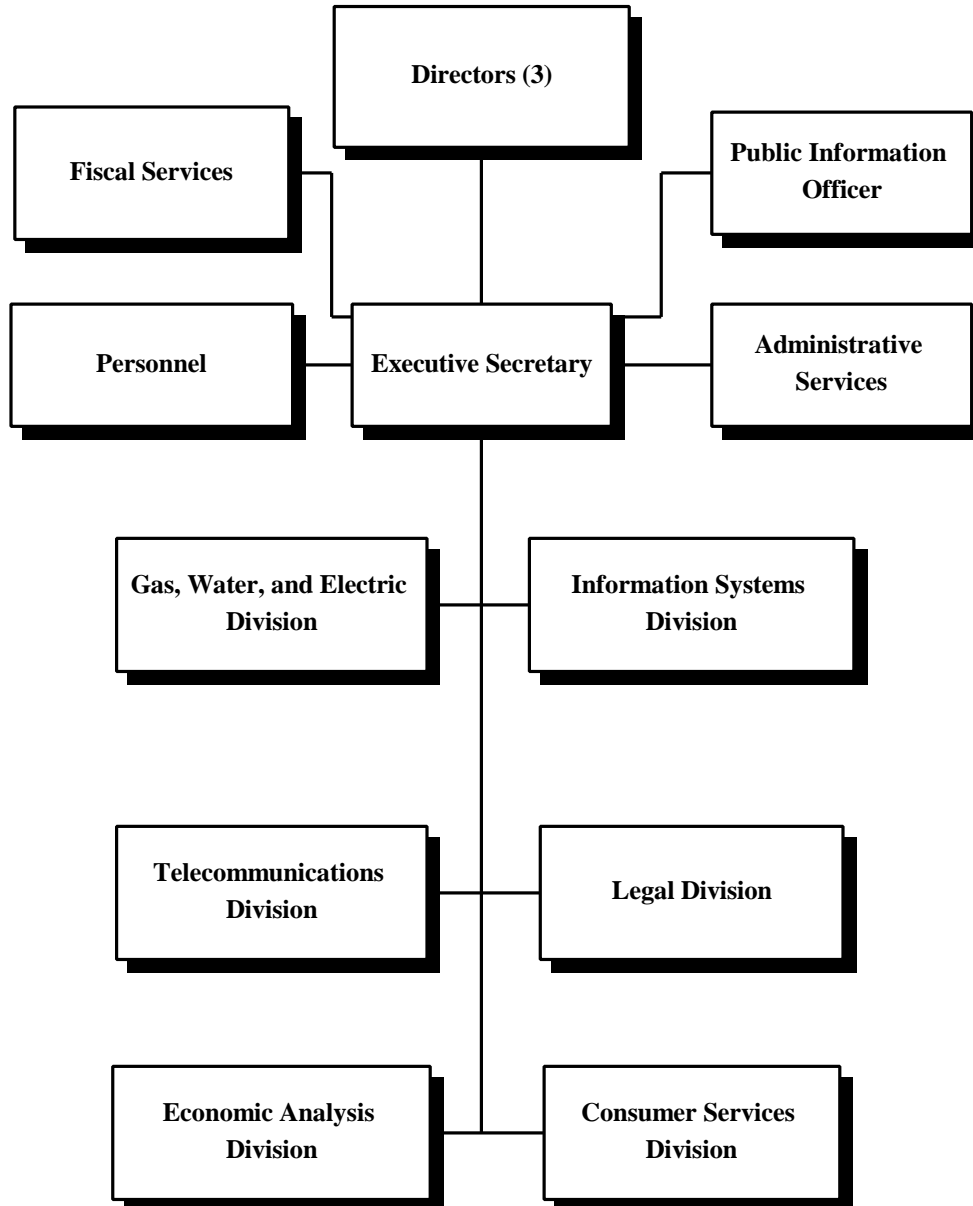 Directors (3)
Fiscal Services
Public Information
Officer
Personnel
Executive Secretary
Administrative
Services
Gas, Water, and Electric
Division
Information Systems
Division
Telecommunications
Division
Legal Division
Economic Analysis
Division
Consumer Services
Division